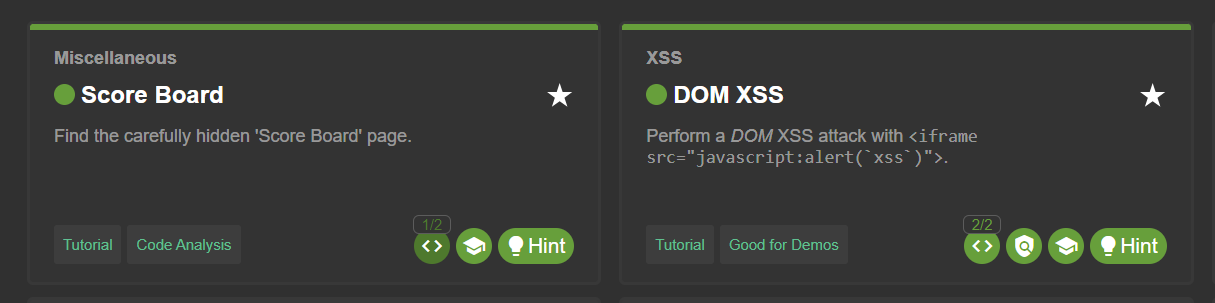 Miscellaneous
Score Board
Find the carefully hidden 'Score Board' page.
1/2
Tutorial
Code Analysis
<>
Hint
XSS
DOM XSS
Perform a DOM XSS attack with <iframe
src="javascript:alert(`xss`)">.
2/2
Tutorial
Good for Demos
<>
Hint